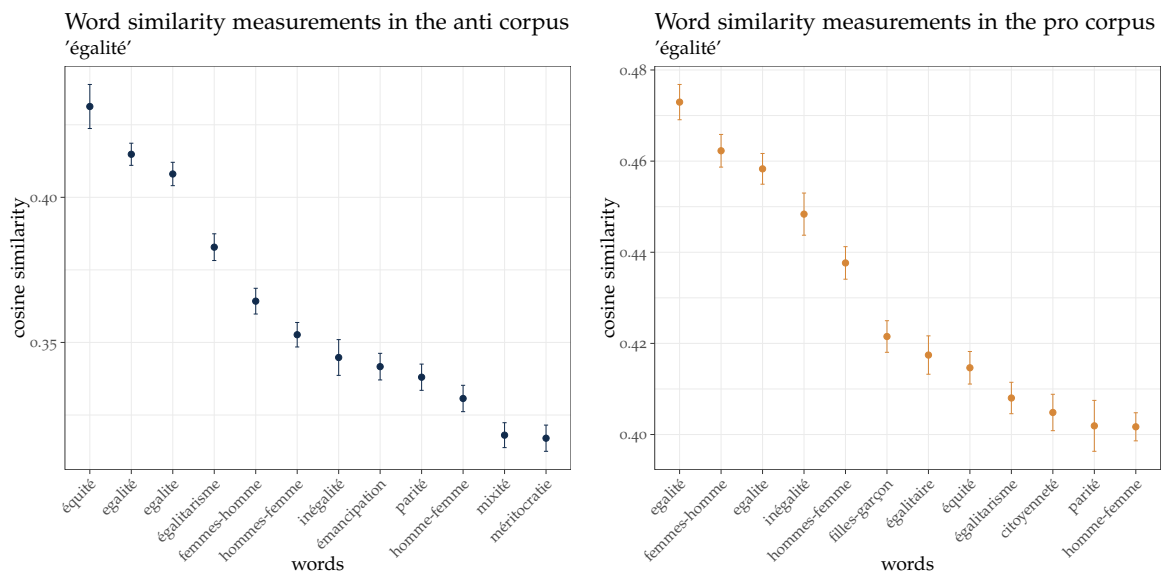 Word similarity measurements in the anti corpus
'égalité'
cosine similarity
0.40
0.35
équité
egalité
egalite
égalitarisme
femmes-homme
hommes-femme
inégalité
émancipation
parité
homme-femme
mixité
méritocratie
words
Word similarity measurements in the pro corpus
'égalité'
cosine similarity
0.48
0.46
0.44
0.42
0.40
egalité
femmes-homme
egalite
inégalité
hommes-femme
filles-garçon
égalitaire
équité
égalitarisme
citoyenneté
parité
homme-femme
words